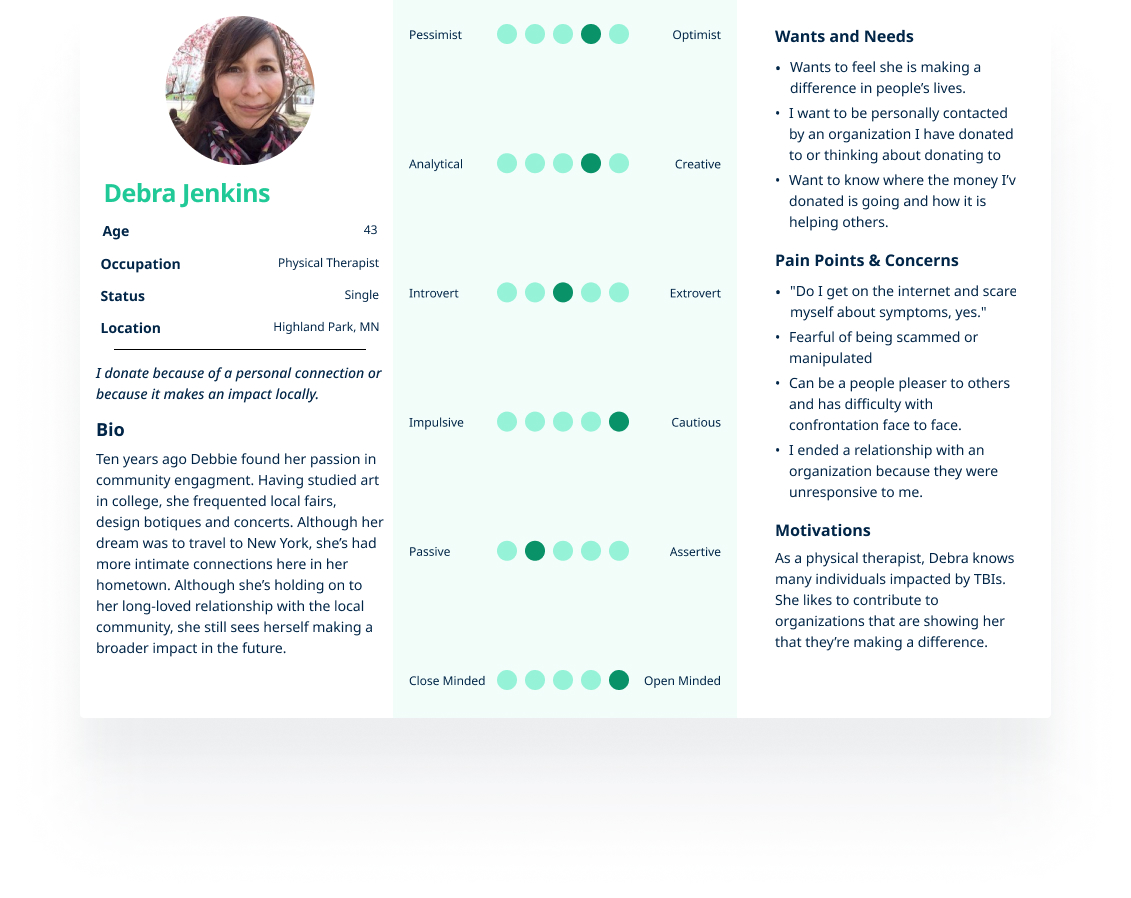 Debra Jenkins
Age 43
Occupation Physical Therapist
Status Single
Location Highland Park, MN
I donate because of a personal connection or
because it makes an impact locally.
Bio
Ten years ago Debbie found her passion in
community engagment. Having studied art
in college, she frequented local fairs,
design botiques and concerts. Although her
dream was to travel to New York, she’s had
more intimate connections here in her
hometown. Although she’s holding on to
her long-loved relationship with the local
community, she still sees herself making a
broader impact in the future.
Pessimist Optimist
Analytical Creative
Introvert Extrovert
Impulsive Cautious
Passive Assertive
Close Minded Open Minded
Wants and Needs
• Wants to feel she is making a
difference in people’s lives.
• I want to be personally contacted
by an organization I have donated
to or thinking about donating to
• Want to know where the money I’v
donated is going and how it is
helping others.
Pain Points & Concerns
• "Do I get on the internet and scare
myself about symptoms, yes."
• Fearful of being scammed or
manipulated
• Can be a people pleaser to others
and has difficulty with
confrontation face to face.
• I ended a relationship with an
organization because they were
unresponsive to me.
Motivations
As a physical therapist, Debra knows
many individuals impacted by TBIs.
She likes to contribute to
organizations that are showing her
that they’re making a difference.